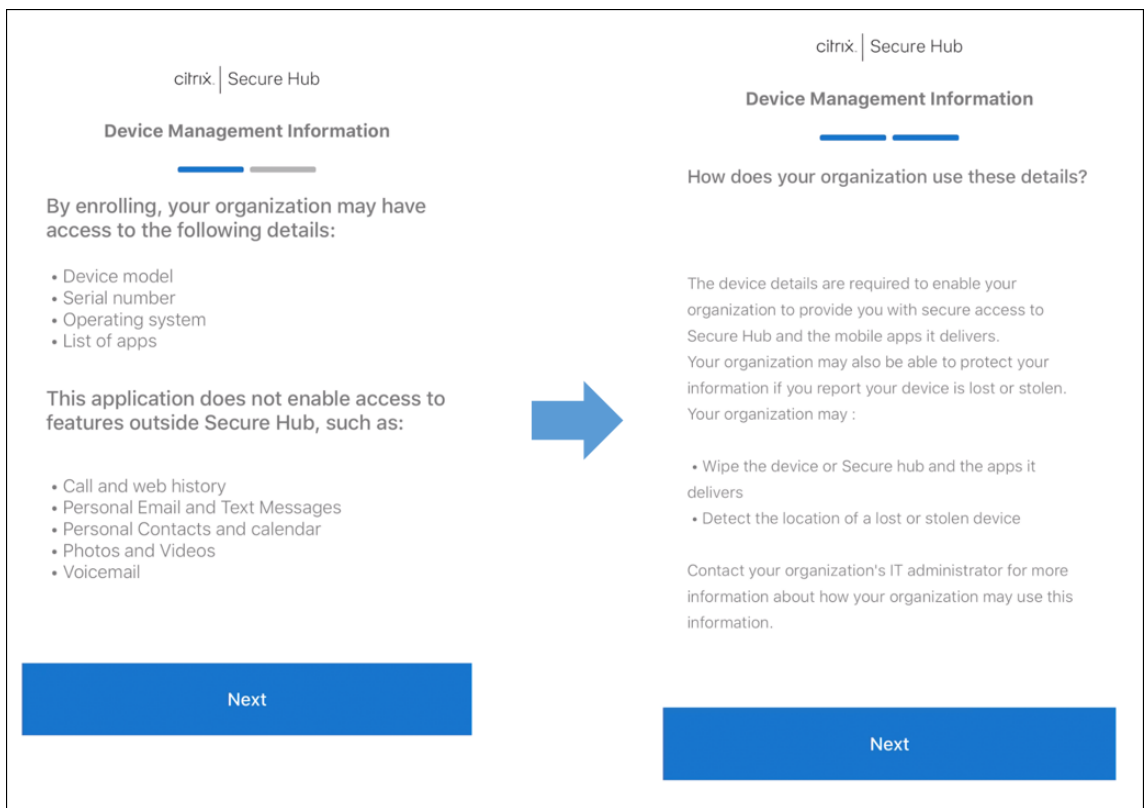 citrix. | Secure Hub
Device Management Information
By enrolling, your organization may have
access to the following details:
• Device model
• Serial number
• Operating system
• List of apps
This application does not enable access to
features outside Secure Hub, such as:
• Call and web history
• Personal Email and Text Messages
• Personal Contacts and calendar
• Photos and Videos
• Voicemail
Next
citrix. | Secure Hub
Device Management Information
How does your organization use these details?
The device details are required to enable your
organization to provide you with secure access to
Secure Hub and the mobile apps it delivers.
Your organization may also be able to protect your
information if you report your device is lost or stolen.
Your organization may :
• Wipe the device or Secure hub and the apps it
delivers
• Detect the location of a lost or stolen device
Contact your organization's IT administrator for more
information about how your organization may use this
information.
Next